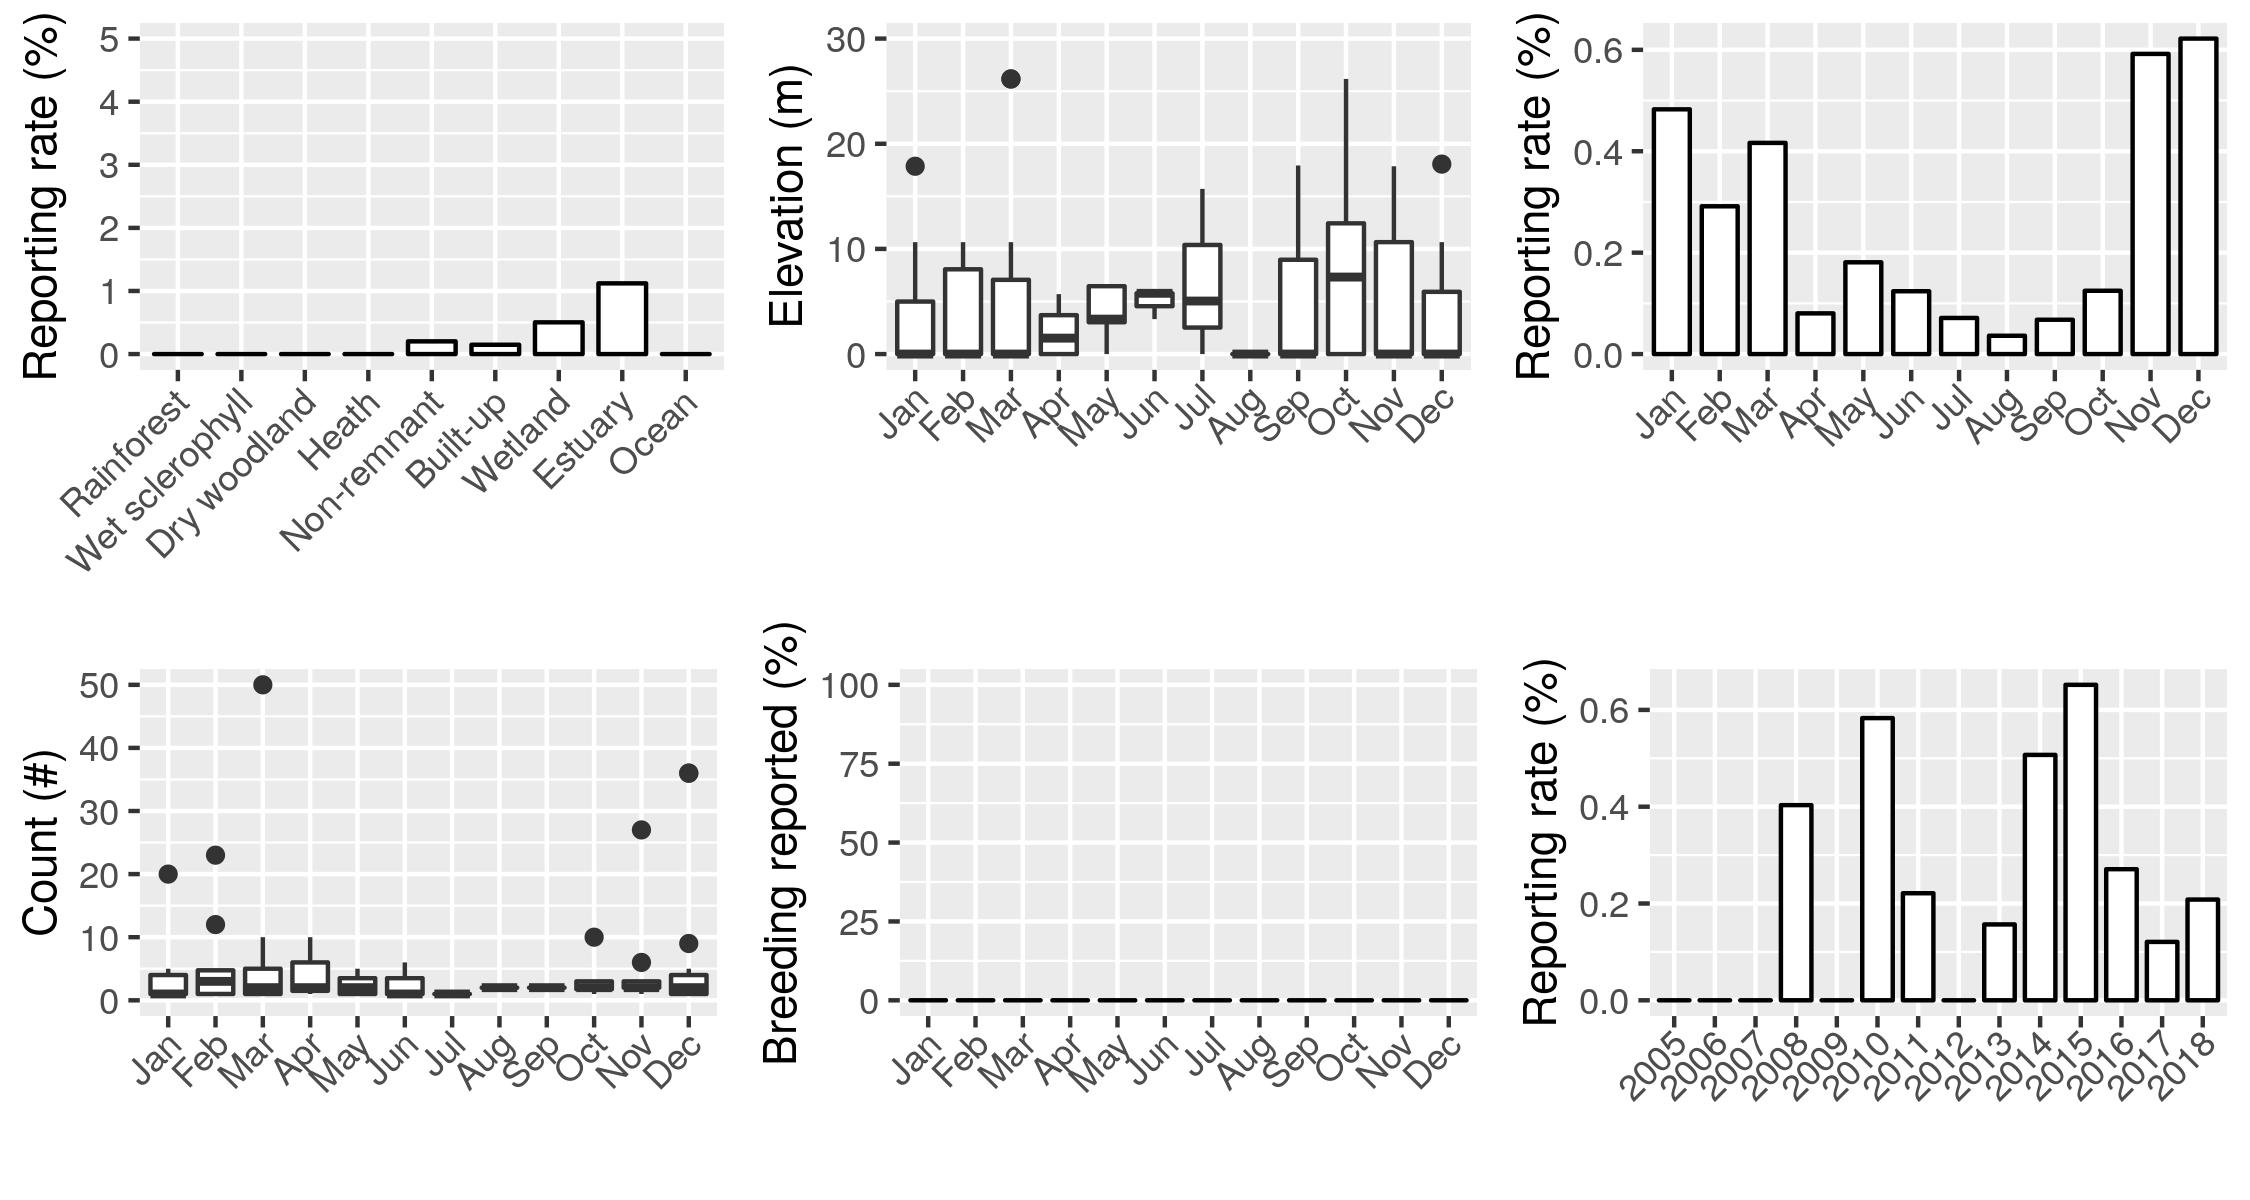 Reporting rate (%)
5
4
3
2
1
0
Rainforest
Wet sclerophyll
Dry woodland
Heath
Non-remnant
Built-up
Wetland
Estuary
Ocean
Elevation (m)
30
20
10
0
Jan
Feb
Mar
Apr
May
Jun
Jul
Aug
Sep
Oct
Nov
Dec
Reporting rate (%)
0.6
0.4
0.2
0.0
Jan
Feb
Mar
Apr
May
Jun
Jul
Aug
Sep
Oct
Nov
Dec
Count (#)
50
40
30
20
10
0
Jan
Feb
Mar
Apr
May
Jun
Jul
Aug
Sep
Oct
Nov
Dec
Breeding reported (%)
100
75
50
25
0
Jan
Feb
Mar
Apr
May
Jun
Jul
Aug
Sep
Oct
Nov
Dec
Reporting rate (%)
0.6
0.4
0.2
0.0
2005
2006
2007
2008
2009
2010
2011
2012
2013
2014
2015
2016
2017
2018